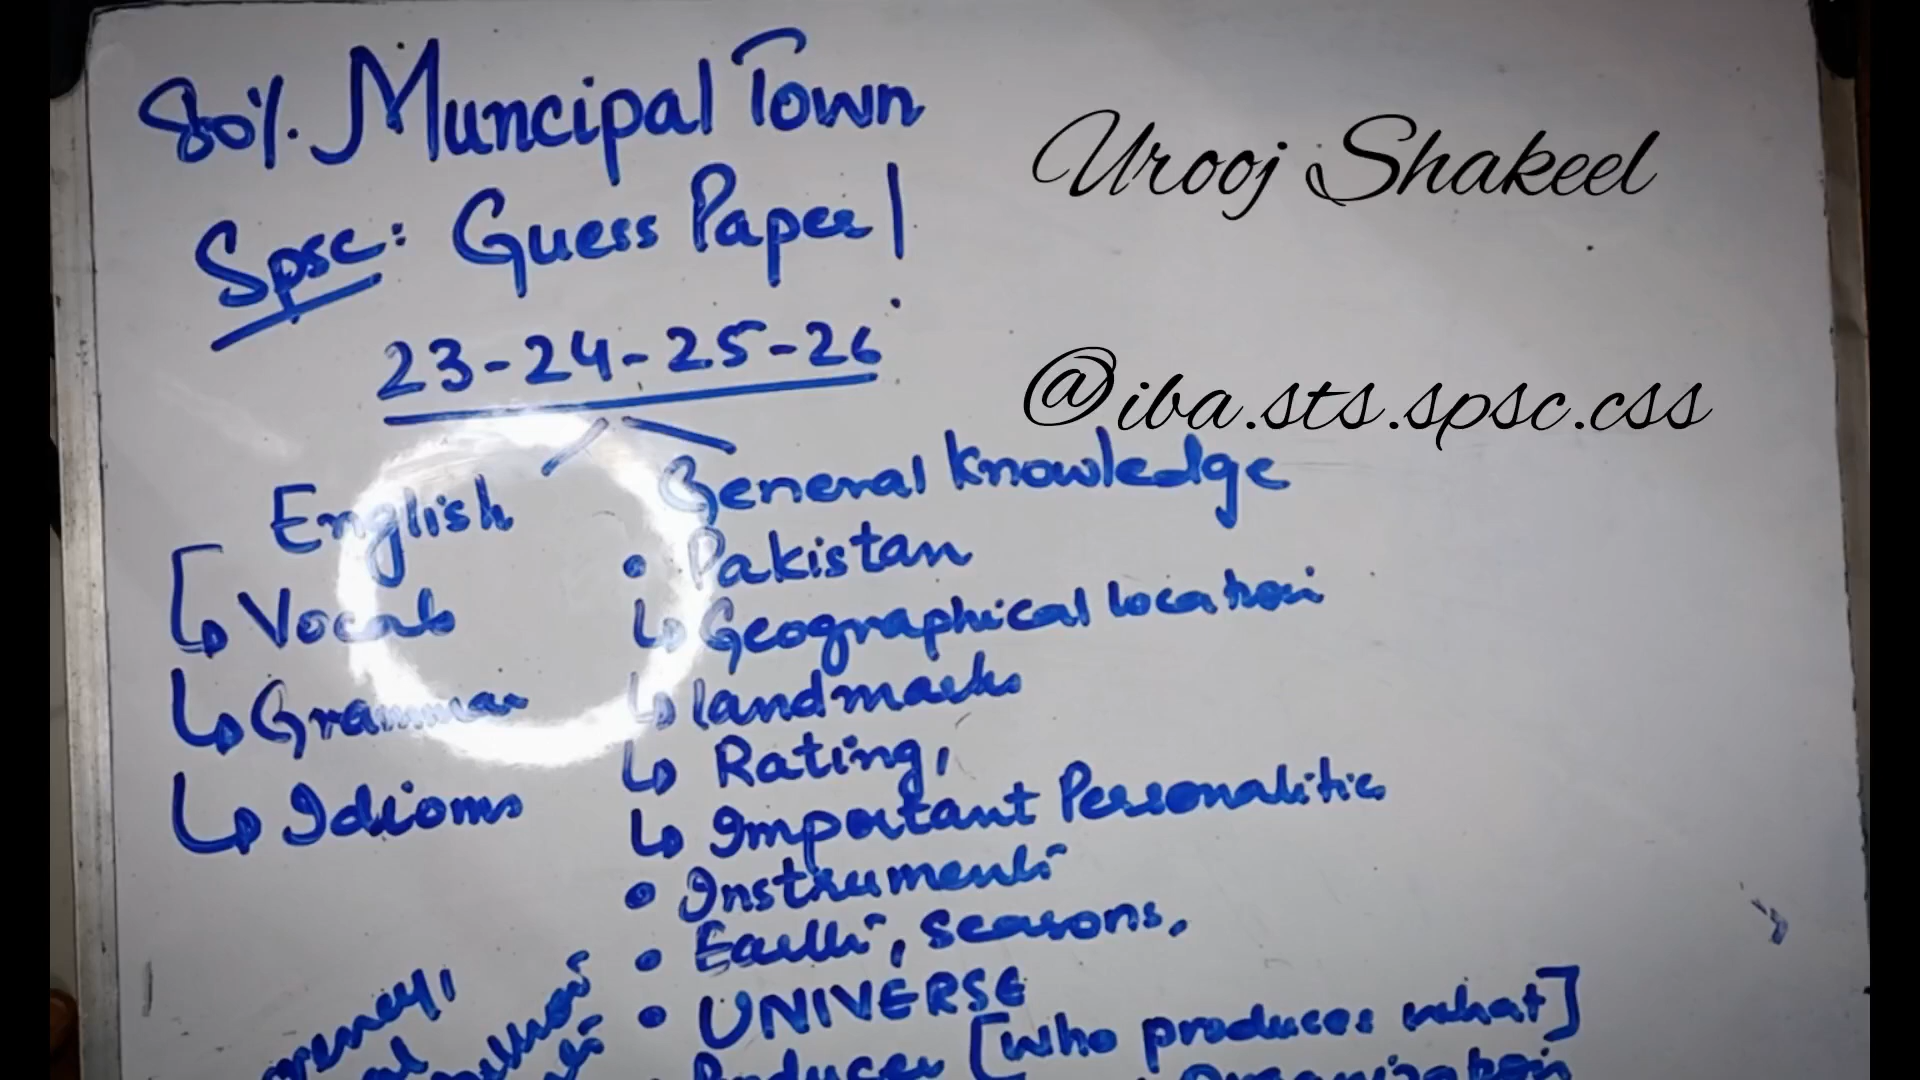 80% Muncipal Town
Spsc: Guess Paper 1
23-24-25-26
Urooj Shakeel
@iba.sts.spsc.css
English
↳ Vocab
↳ Grammar
↳ Idioms
General knowledge
• Pakistan
↳ Geographical location
↳ landmarks
↳ Rating,
↳ Important Personalities
• Instruments
• Earth, seasons,
• UNIVERSE
[who produces what]